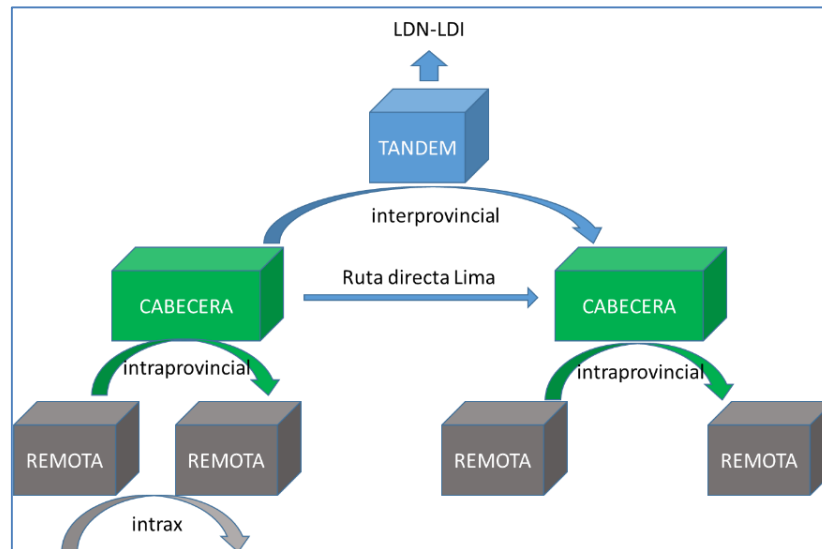 LDN-LDI
TANDEM
interprovincial
Ruta directa Lima
CABECERA
CABECERA
intraprovincial
intraprovincial
REMOTA
REMOTA
REMOTA
REMOTA
intrax